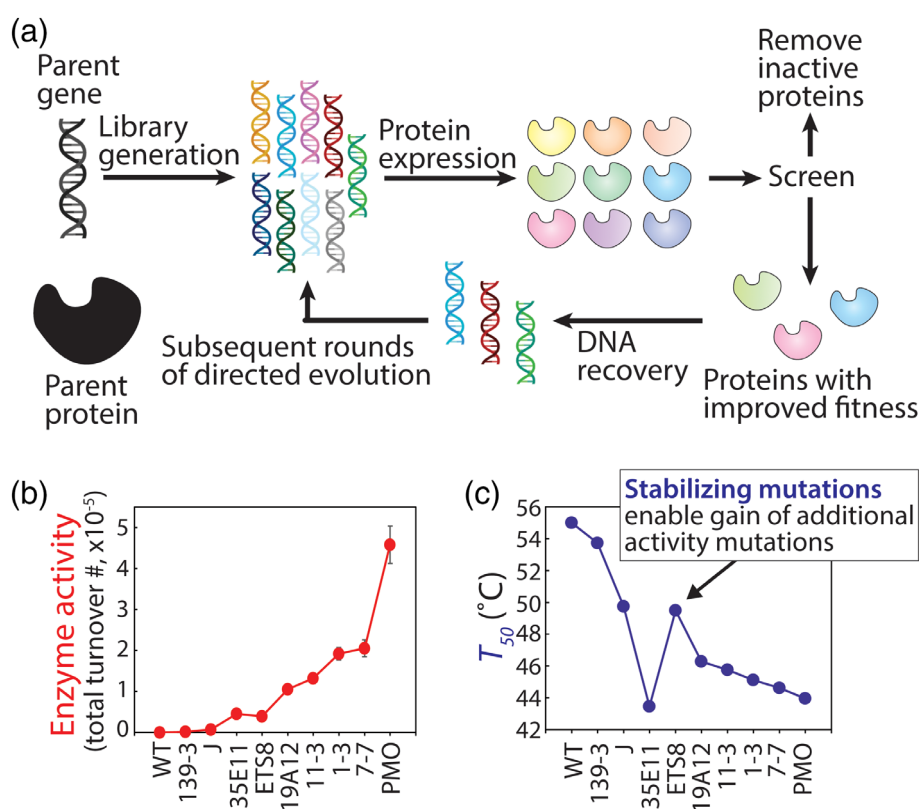 (a)
Parent
gene
Library
generation
Protein
expression
Remove
inactive
proteins
Screen
Parent
protein
Subsequent rounds
of directed evolution
DNA
recovery
Proteins with
improved fitness
(b)
Enzyme activity
(total turnover #, x10⁻⁵)
5
4
3
2
1
0
WT
139-3
J
35E11
ETS8
19A12
11-3
1-3
7-7
PMO
(c)
Stabilizing mutations
enable gain of additional
activity mutations
T₅₀ (˚C)
56
54
52
50
48
46
44
42
WT
139-3
J
35E11
ETS8
19A12
11-3
1-3
7-7
PMO